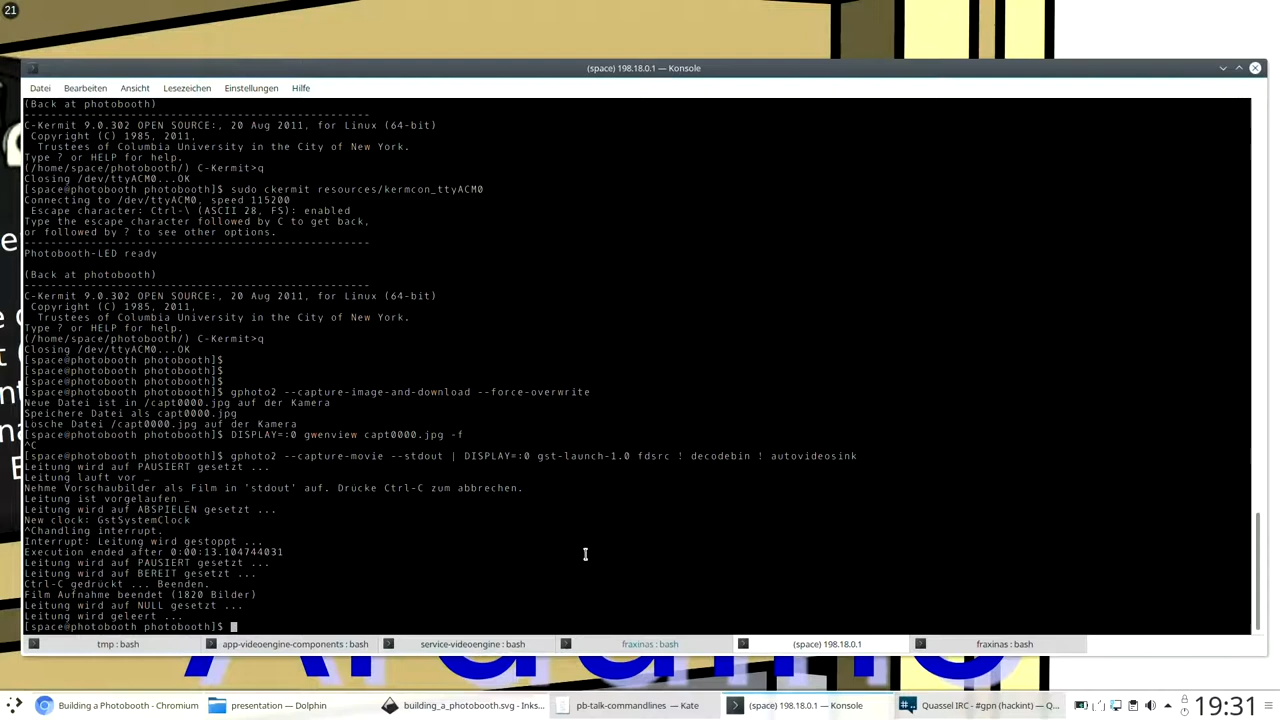 21
(space) 198.18.0.1 — Konsole
Datei Bearbeiten Ansicht Lesezeichen Einstellungen Hilfe
(Back at photobooth)
----------------------------------------------------
C-Kermit 9.0.302 OPEN SOURCE:, 20 Aug 2011, for Linux (64-bit)
Copyright (C) 1985, 2011,
Trustees of Columbia University in the City of New York.
Type ? or HELP for help.
(/home/space/photobooth/) C-Kermit>q
Closing /dev/ttyACM0...OK
[space@photobooth photobooth]$ sudo ckermit resources/kermcon_ttyACM0
Connecting to /dev/ttyACM0, speed 115200
Escape character: Ctrl-\ (ASCII 28, FS): enabled
Type the escape character followed by C to get back,
or followed by ? to see other options.
----------------------------------------------------
Photobooth-LED ready
(Back at photobooth)
----------------------------------------------------
C-Kermit 9.0.302 OPEN SOURCE:, 20 Aug 2011, for Linux (64-bit)
Copyright (C) 1985, 2011,
Trustees of Columbia University in the City of New York.
Type ? or HELP for help.
(/home/space/photobooth/) C-Kermit>q
Closing /dev/ttyACM0...OK
[space@photobooth photobooth]$
[space@photobooth photobooth]$
[space@photobooth photobooth]$
[space@photobooth photobooth]$ gphoto2 --capture-image-and-download --force-overwrite
Neue Datei ist in /capt0000.jpg auf der Kamera
Speichere Datei als capt0000.jpg
Lösche Datei /capt0000.jpg auf der Kamera
[space@photobooth photobooth]$ DISPLAY=:0 gwenview capt0000.jpg -f
^C
[space@photobooth photobooth]$ gphoto2 --capture-movie --stdout | DISPLAY=:0 gst-launch-1.0 fdsrc ! decodebin ! autovideosink
Leitung wird auf PAUSIERT gesetzt ...
Leitung läuft vor …
Nehme Vorschaubilder als Film in 'stdout' auf. Drücke Ctrl-C zum abbrechen.
Leitung ist vorgelaufen …
Leitung wird auf ABSPIELEN gesetzt ...
New clock: GstSystemClock
^Chandling interrupt.
Interrupt: Leitung wird gestoppt ...
Execution ended after 0:00:13.104744031
Leitung wird auf PAUSIERT gesetzt ...
Leitung wird auf BEREIT gesetzt ...
Ctrl-C gedrückt ... Beenden.
Film Aufnahme beendet (1820 Bilder)
Leitung wird auf NULL gesetzt ...
Leitung wird geleert ...
[space@photobooth photobooth]$
tmp : bash app-videoengine-components : bash service-videoengine : bash fraxinas : bash (space) 198.18.0.1 fraxinas : bash
Building a Photobooth - Chromium presentation — Dolphin building_a_photobooth.svg - Inks... pb-talk-commandlines — Kate (space) 198.18.0.1 — Konsole Quassel IRC - #gpn (hackint) — Q... 19:31